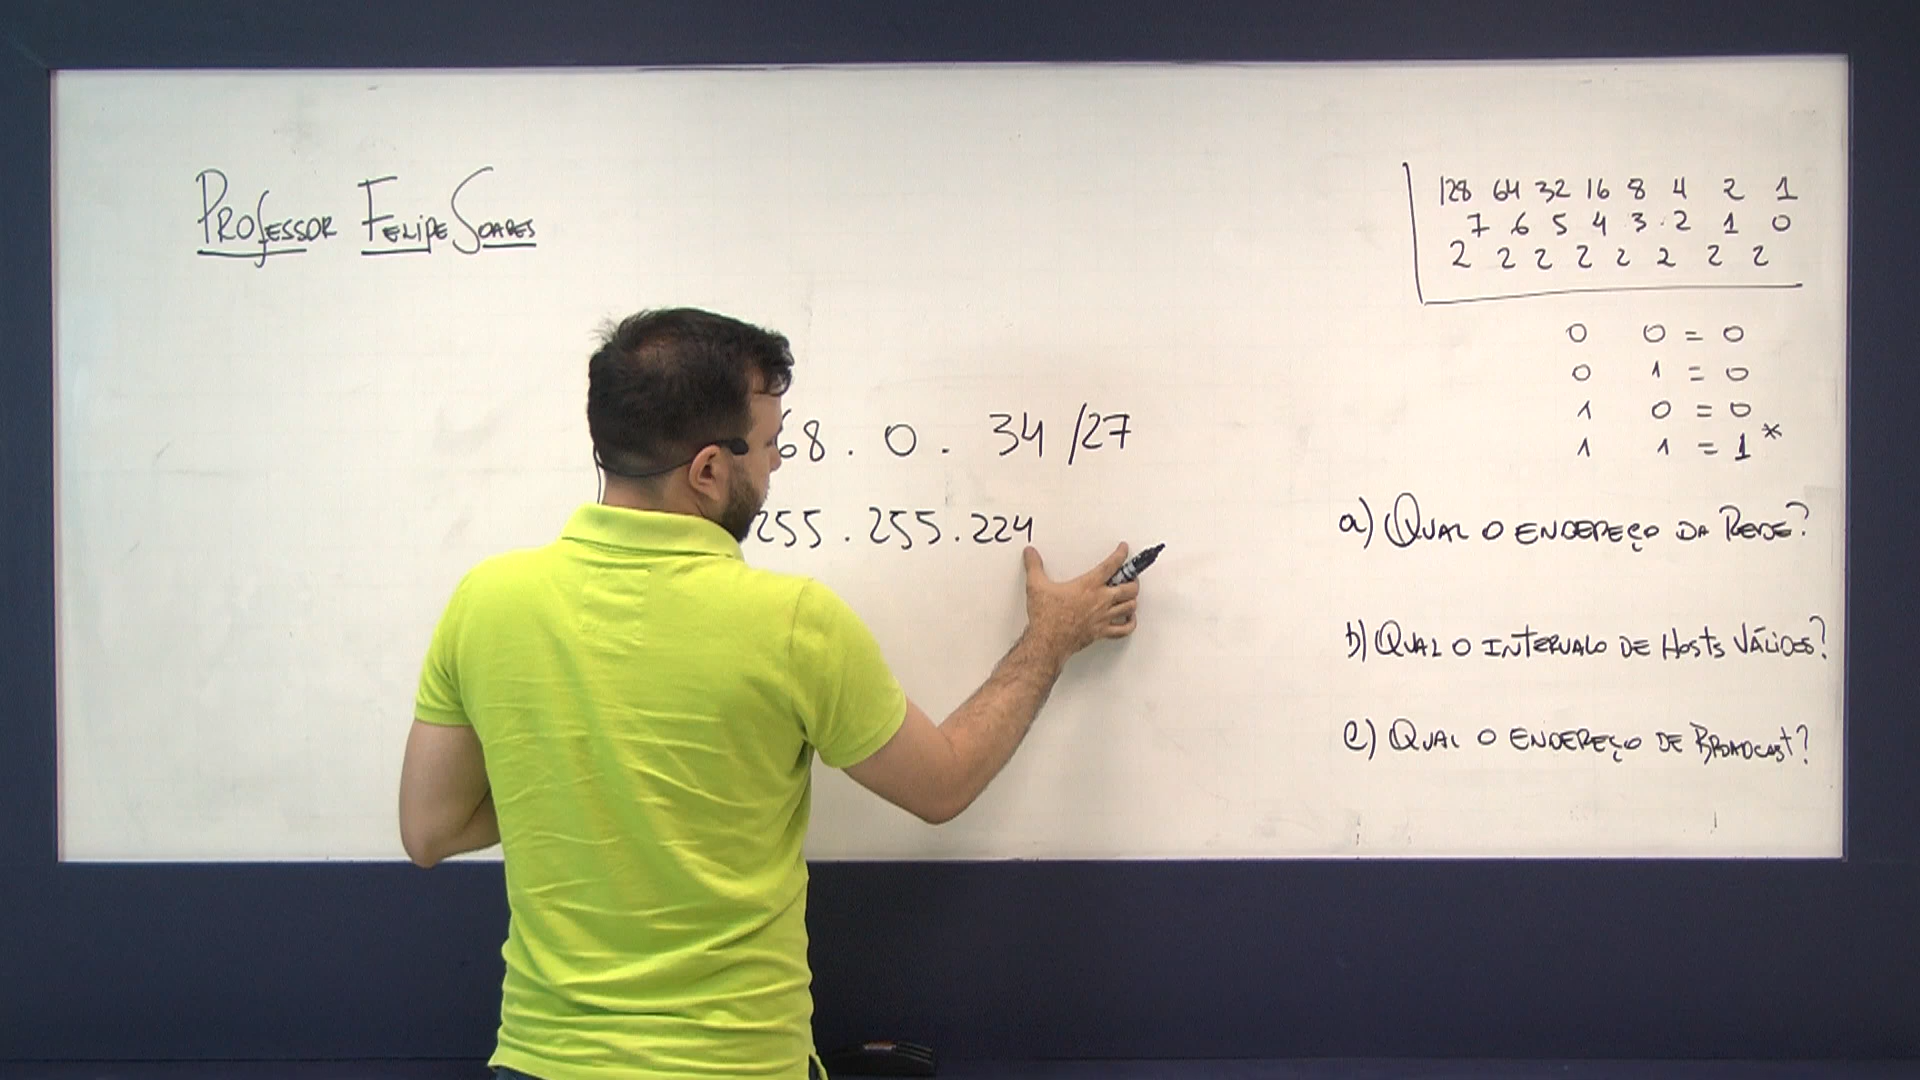 PROFESSOR FELIPE SOARES
68 . 0 . 34 /27
255 . 255 . 224
128 64 32 16 8 4 2 1
7 6 5 4 3 2 1 0
2 2 2 2 2 2 2 2
0 0 = 0
0 1 = 0
1 0 = 0
1 1 = 1 *
a) QUAL O ENDEREÇO DA REDE?
b) QUAL O INTERVALO DE HOSTS VÁLIDOS?
c) QUAL O ENDEREÇO DE BROADCAST?